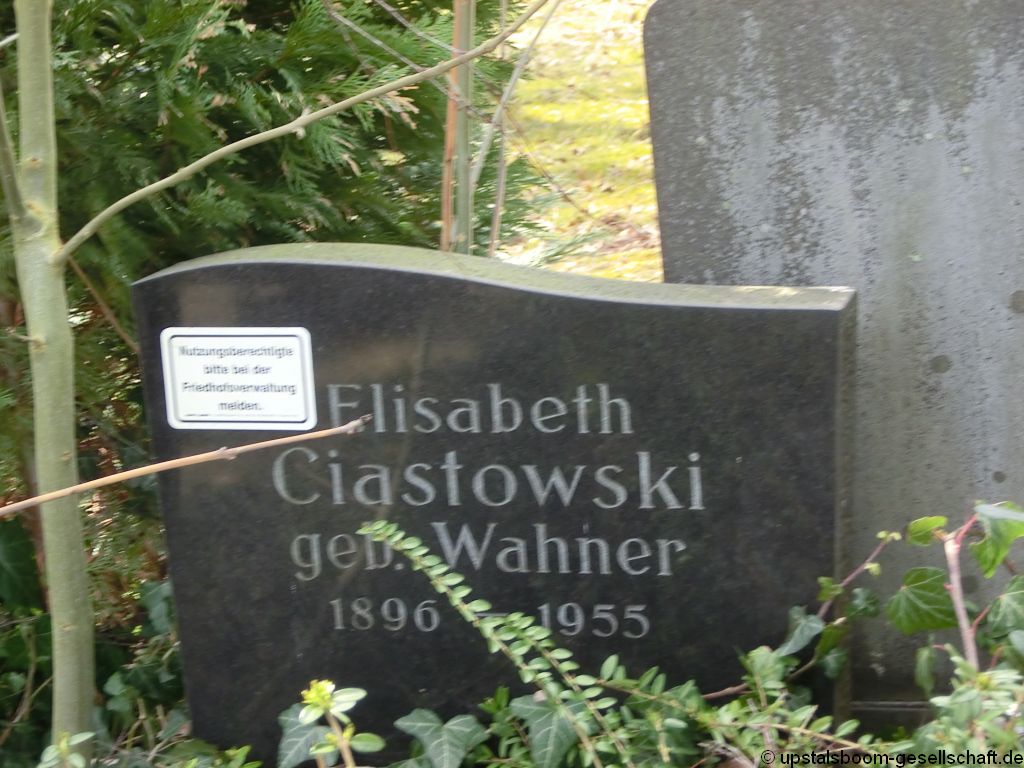 Nutzungsberechtigte
bitte bei der
Friedhofsverwaltung
melden.
Elisabeth
Ciastowski
geb. Wahner
1896 – 1955
© upstalsboom-gesellschaft.de